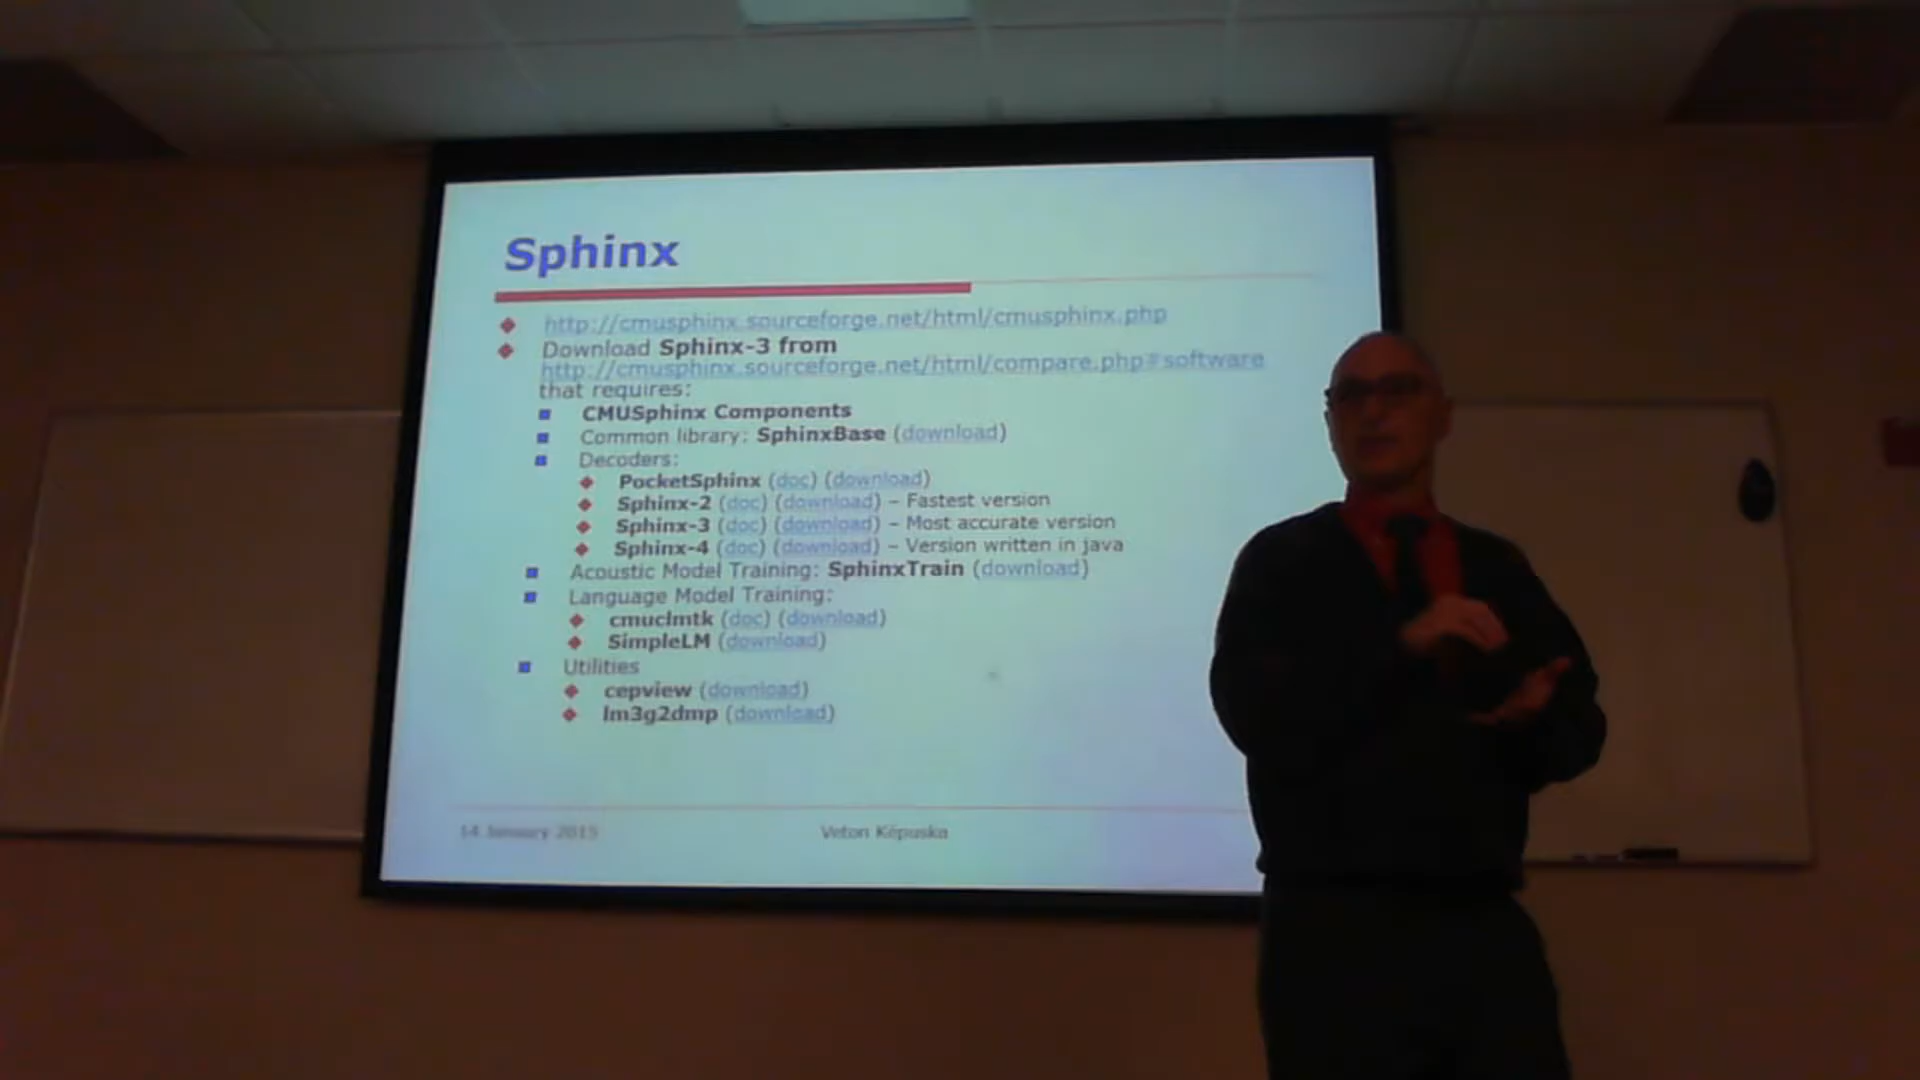 Sphinx
http://cmusphinx.sourceforge.net/html/cmusphinx.php
Download Sphinx-3 from
http://cmusphinx.sourceforge.net/html/compare.php#software
that requires:
CMUSphinx Components
Common library: SphinxBase (download)
Decoders:
PocketSphinx (doc) (download)
Sphinx-2 (doc) (download) – Fastest version
Sphinx-3 (doc) (download) – Most accurate version
Sphinx-4 (doc) (download) – Version written in java
Acoustic Model Training: SphinxTrain (download)
Language Model Training:
cmuclmtk (doc) (download)
SimpleLM (download)
Utilities
cepview (download)
lm3g2dmp (download)
14 January 2015
Veton Këpuska